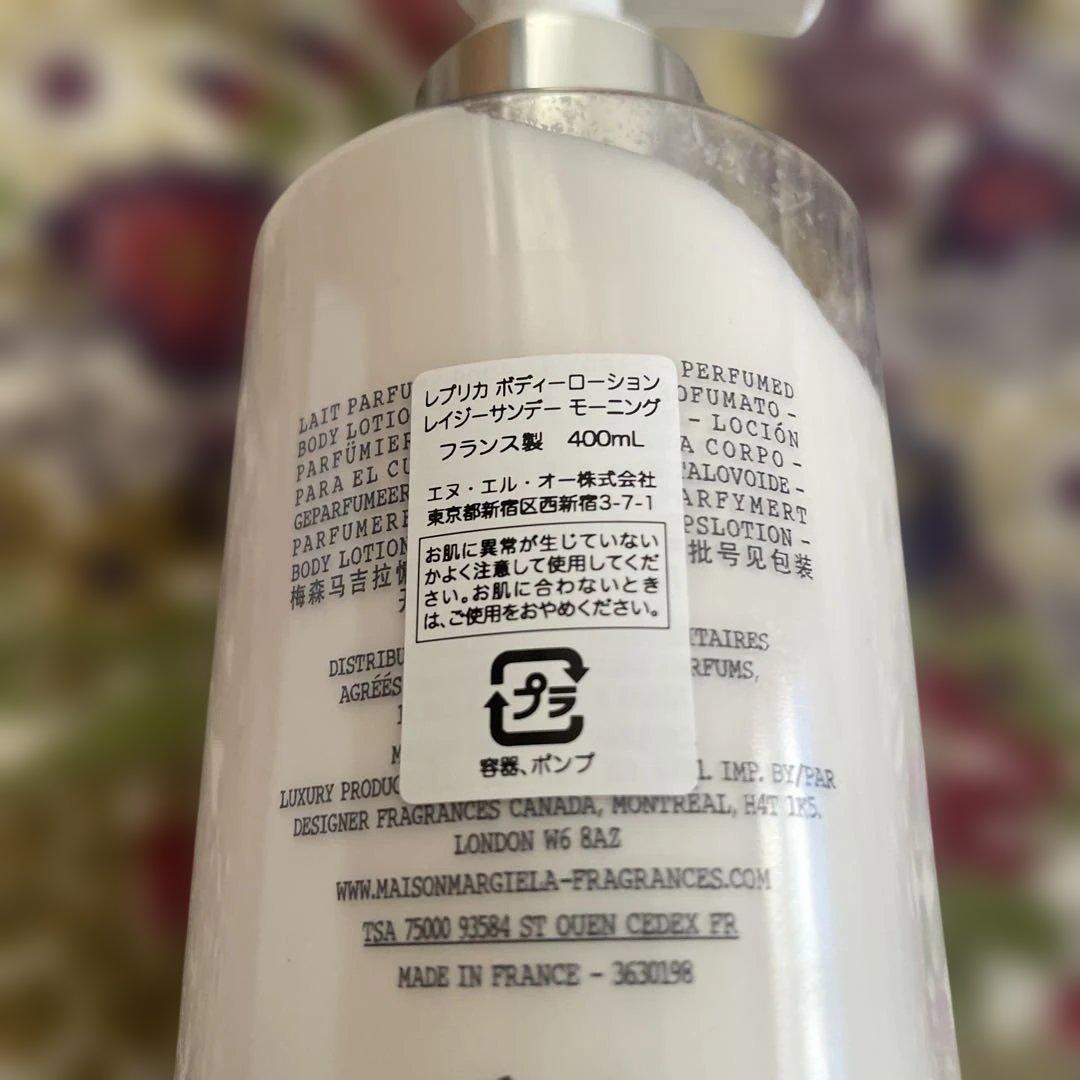 LAIT PARFU PERFUMED
BODY LOTIO OFUMATO -
PARFÜMIER - LOCIÓN
PARA EL CU A CORPO -
GEPARFUMEER TALOVOIDE -
PARFUMERE ARFYMERT
BODY LOTION PSLOTION -
梅森马吉拉 批号见包装
レプリカ ボディーローション
レイジーサンデー モーニング
フランス製 400mL
エヌ・エル・オー株式会社
東京都新宿区西新宿3-7-1
お肌に異常が生じていない
かよく注意して使用してくだ
さい。お肌に合わないとき
は、ご使用をおやめください。
プラ
容器、ポンプ
DISTRIBU ITAIRES
AGRÉÉS RFUMS,
LUXURY PRODUC L. IMP. BY/PAR
DESIGNER FRAGRANCES CANADA, MONTREAL, H4T 1K5.
LONDON W6 8AZ
WWW.MAISONMARGIELA-FRAGRANCES.COM
TSA 75000 93584 ST OUEN CEDEX FR
MADE IN FRANCE - 3630198